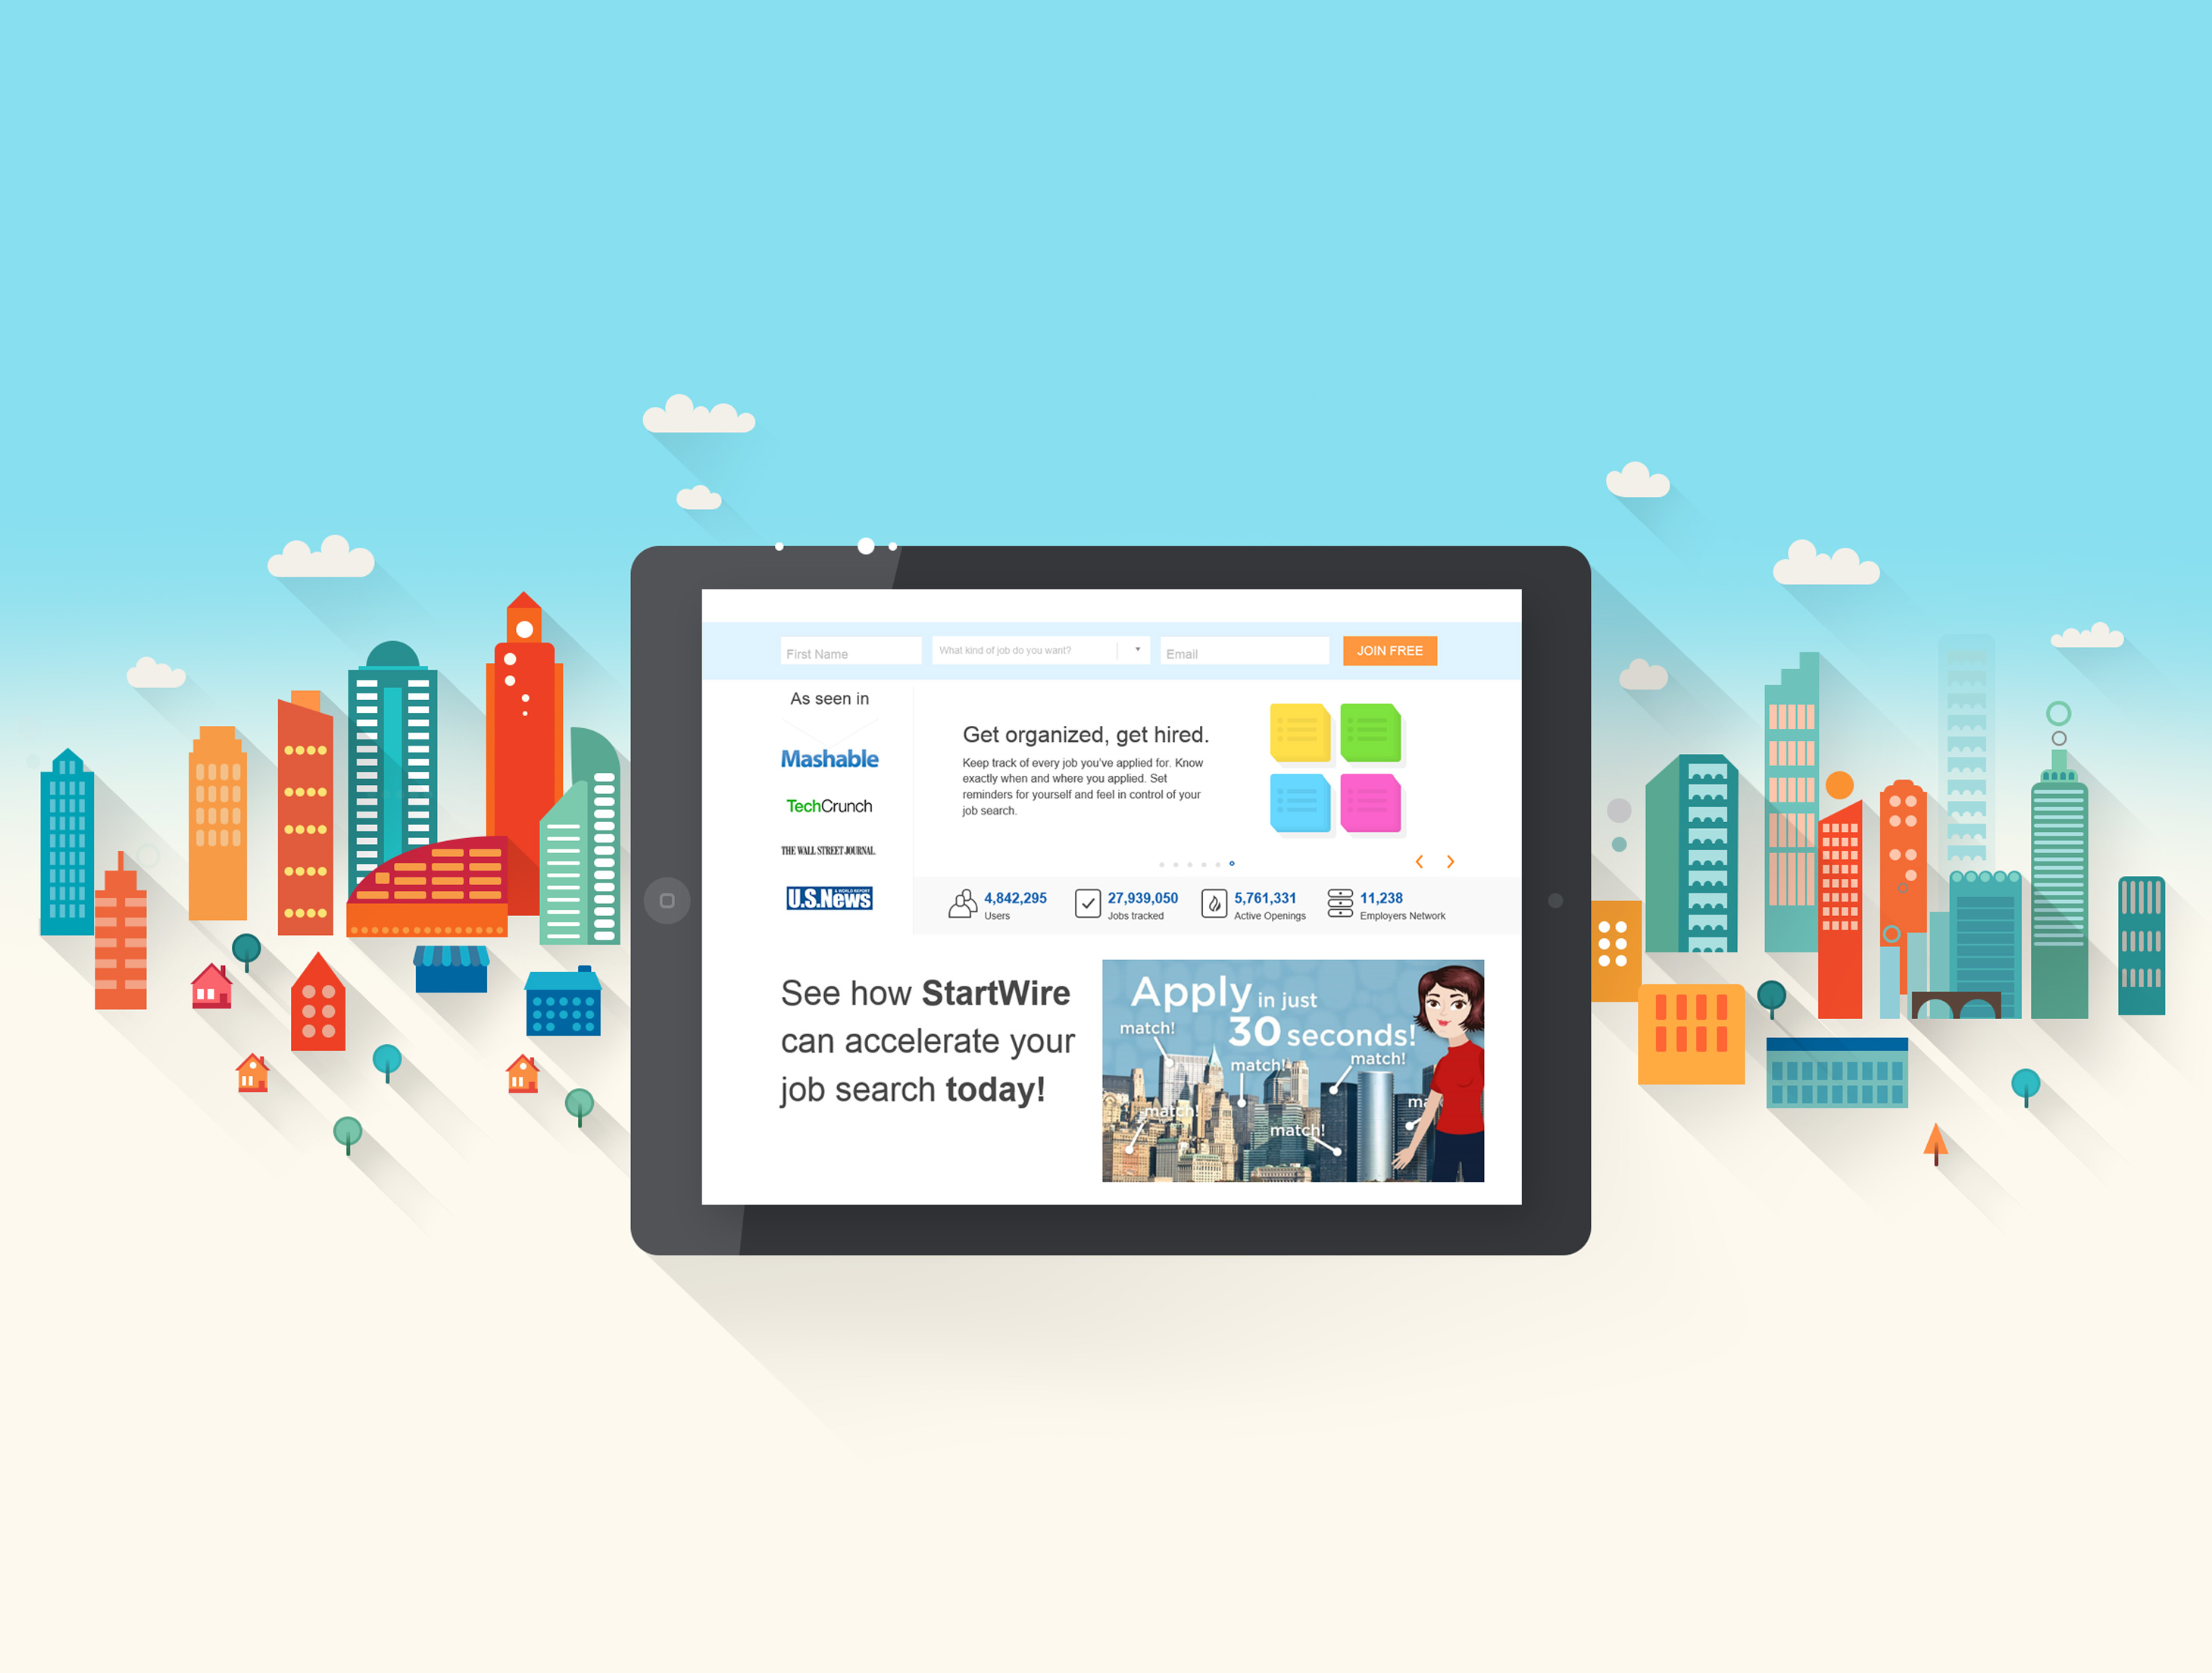 First Name
What kind of job do you want?
Email
JOIN FREE
As seen in
Mashable
TechCrunch
THE WALL STREET JOURNAL.
U.S.News
& WORLD REPORT
Get organized, get hired.
Keep track of every job you've applied for. Know
exactly when and where you applied. Set
reminders for yourself and feel in control of your
job search.
4,842,295
Users
27,939,050
Jobs tracked
5,761,331
Active Openings
11,238
Employers Network
See how StartWire
can accelerate your
job search today!
Apply in just
30 seconds!
match!
match!
match!
match!
ma
match!